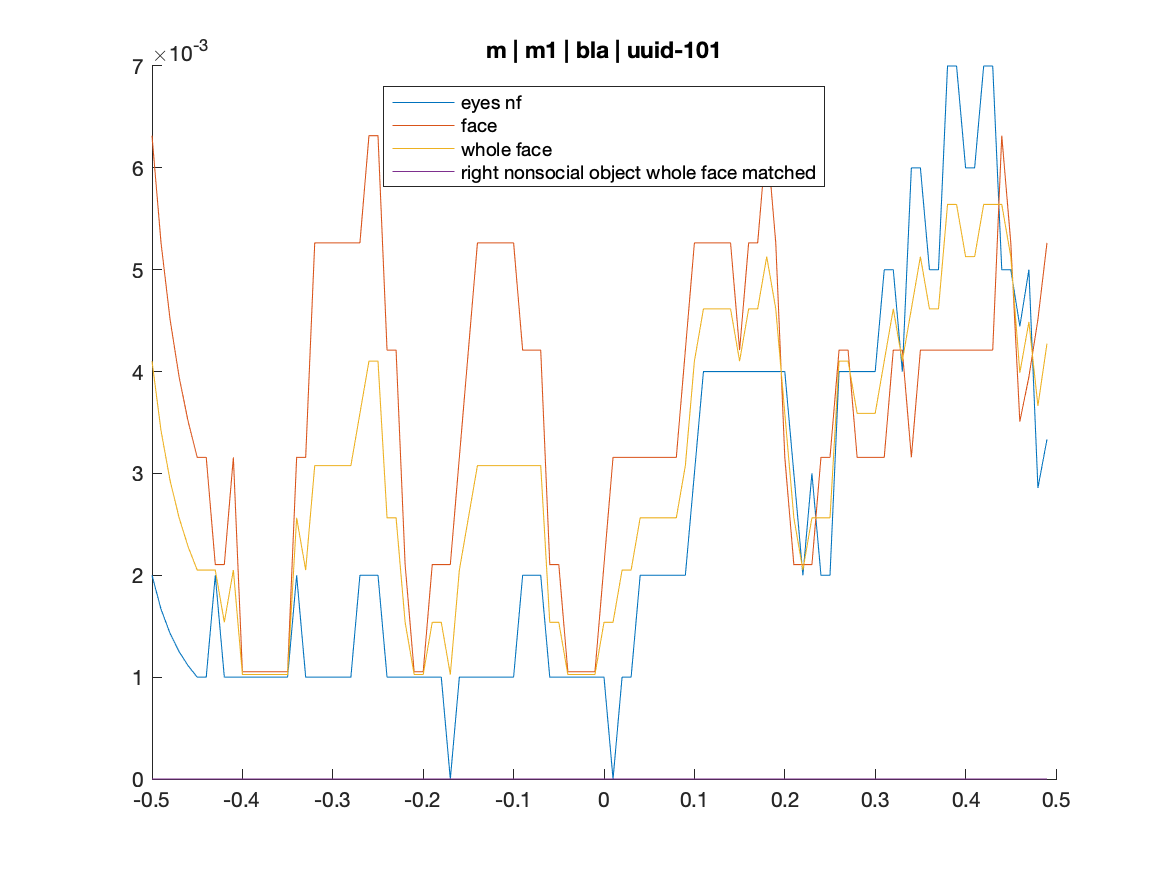 ×10-3
m | m1 | bla | uuid-101
eyes nf
face
whole face
right nonsocial object whole face matched
7
6
5
4
3
2
1
0
-0.5 -0.4 -0.3 -0.2 -0.1 0 0.1 0.2 0.3 0.4 0.5